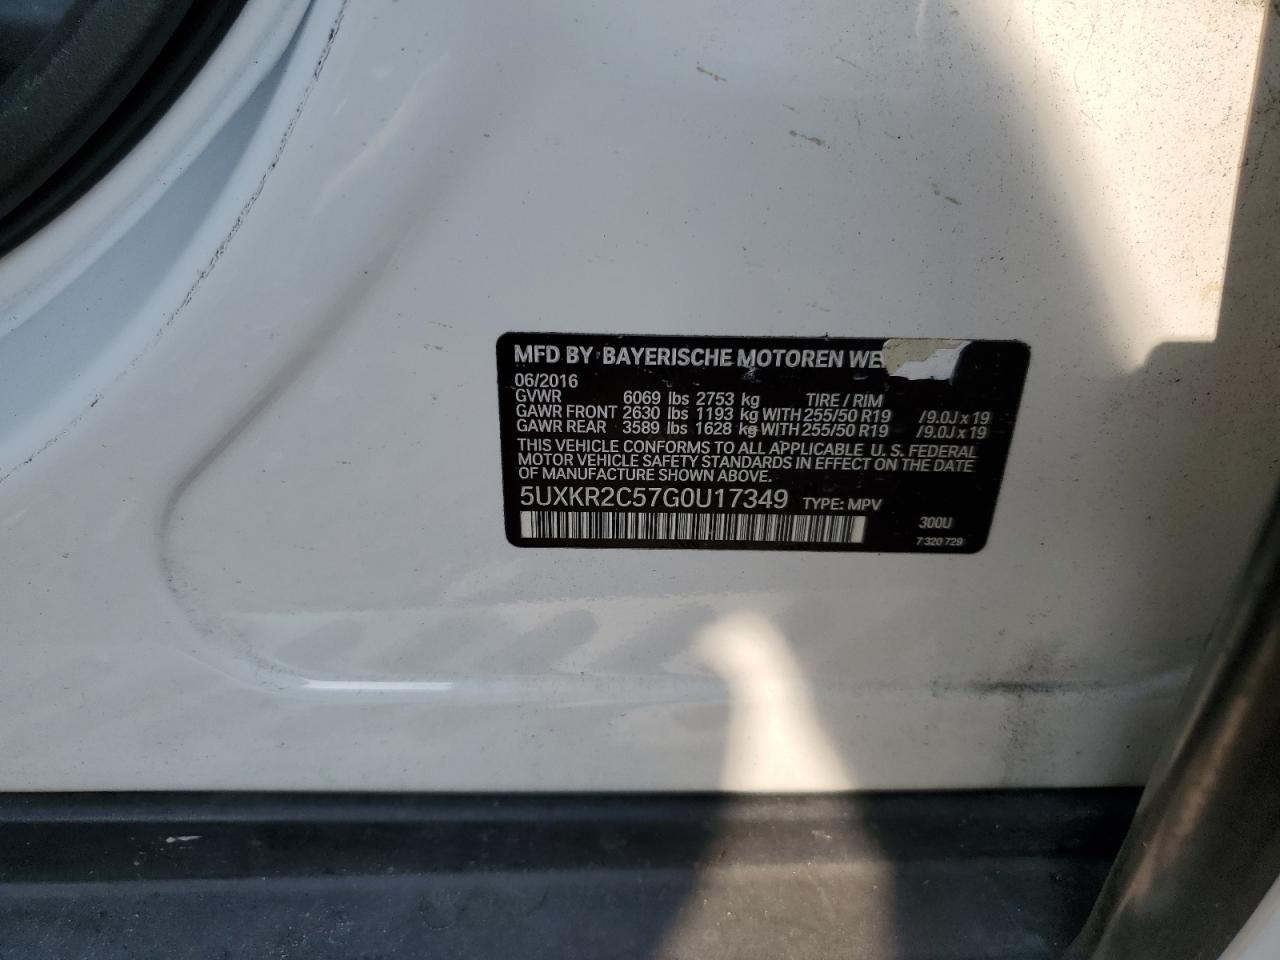 MFD BY BAYERISCHE MOTOREN
06/2016
GVWR 6069 lbs 2753 kg TIRE / RIM
GAWR FRONT 2630 lbs 1193 kg WITH 255/50 R19 /9.0J x 19
GAWR REAR 3589 lbs 1628 kg WITH 255/50 R19 /9.0J x 19
THIS VEHICLE CONFORMS TO ALL APPLICABLE U. S. FEDERAL
MOTOR VEHICLE SAFETY STANDARDS IN EFFECT ON THE DATE
OF MANUFACTURE SHOWN ABOVE.
5UXKR2C57G0U17349 TYPE: MPV
300U
7 320 729